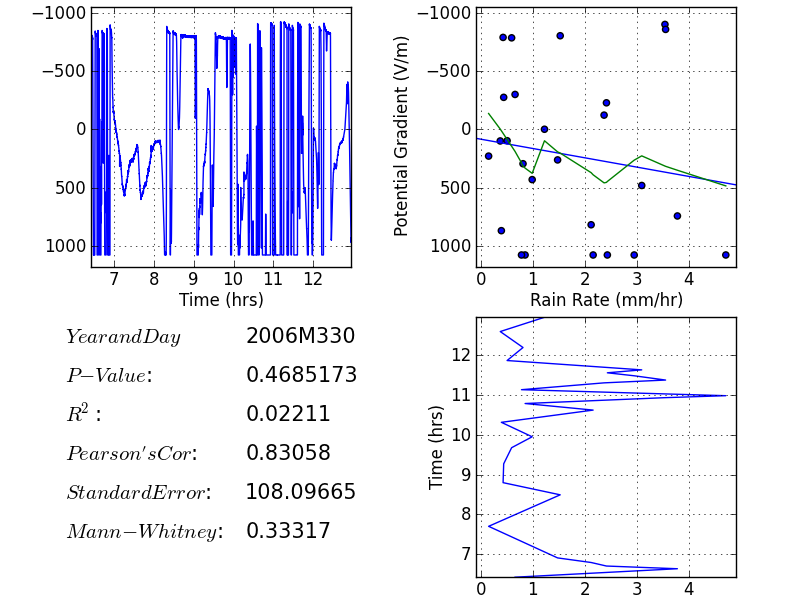 −1000
−500
0
500
1000
7 8 9 10 11 12
Time (hrs)
Potential Gradient (V/m)
−1000
−500
0
500
1000
0 1 2 3 4
Rain Rate (mm/hr)
YearandDay 2006M330
P−Value: 0.4685173
R² : 0.02211
Pearson'sCor: 0.83058
StandardError: 108.09665
Mann−Whitney: 0.33317
Time (hrs)
12
11
10
9
8
7
0 1 2 3 4